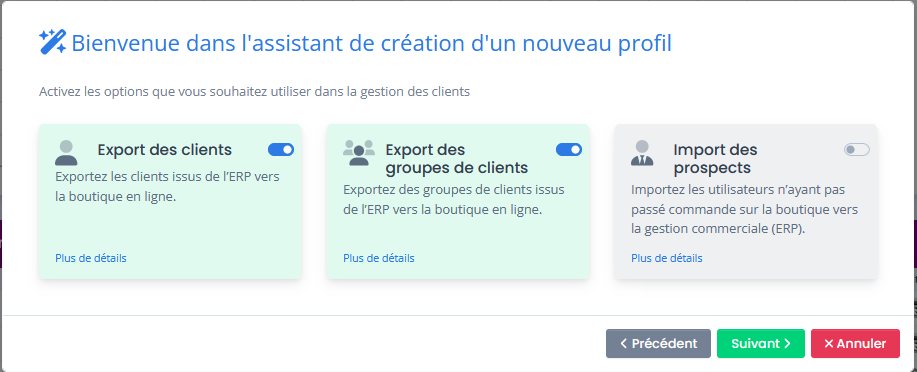 Bienvenue dans l'assistant de création d'un nouveau profil
Activez les options que vous souhaitez utiliser dans la gestion des clients
Export des clients
Exportez les clients issus de l’ERP vers
la boutique en ligne.
Plus de détails
Export des
groupes de clients
Exportez des groupes de clients issus
de l’ERP vers la boutique en ligne.
Plus de détails
Import des
prospects
Importez les utilisateurs n’ayant pas
passé commande sur la boutique vers
la gestion commerciale (ERP).
Plus de détails
Précédent
Suivant
Annuler